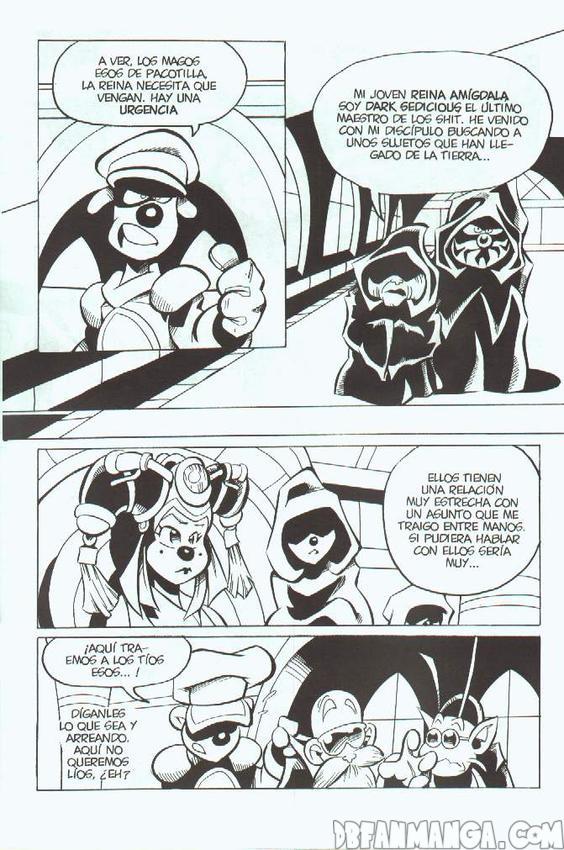 A VER, LOS MAGOS
ESOS DE PACOTILLA,
LA REINA NECESITA QUE
VENGAN. HAY UNA
URGENCIA
MI JOVEN REINA AMÍGDALA
SOY DARK SEDICIOUS EL ÚLTIMO
MAESTRO DE LOS SHIT. HE VENIDO
CON MI DISCÍPULO BUSCANDO A
UNOS SUJETOS QUE HAN LLE-
GADO DE LA TIERRA...
ELLOS TIENEN
UNA RELACIÓN
MUY ESTRECHA CON
UN ASUNTO QUE ME
TRAIGO ENTRE MANOS.
SI PUDIERA HABLAR
CON ELLOS SERÍA
MUY...
¡AQUÍ TRA-
EMOS A LOS TÍOS
ESOS... !
DÍGANLES
LO QUE SEA Y
ARREANDO.
AQUÍ NO
QUEREMOS
LÍOS, ¿EH?
DBFANMANGA.COM